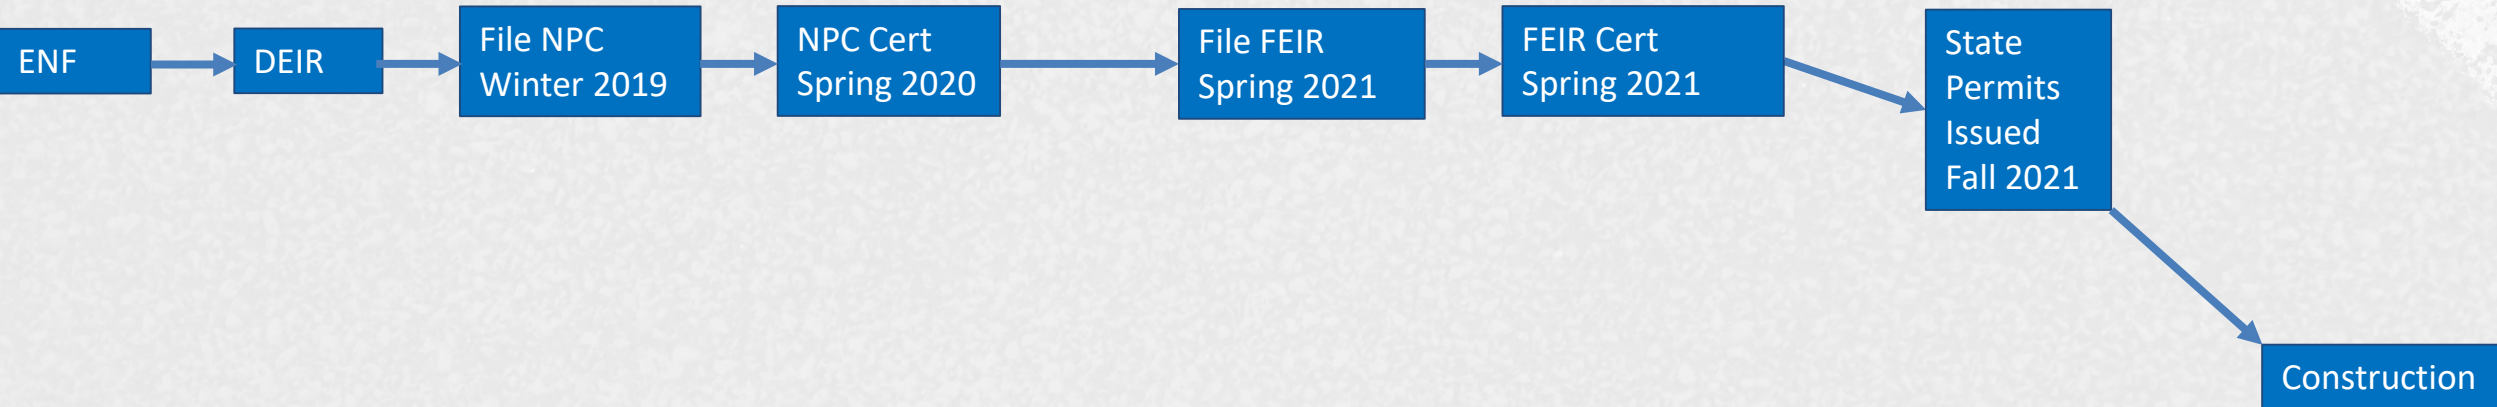 ENF
DEIR
File NPC
Winter 2019
NPC Cert
Spring 2020
File FEIR
Spring 2021
FEIR Cert
Spring 2021
State
Permits
Issued
Fall 2021
Construction